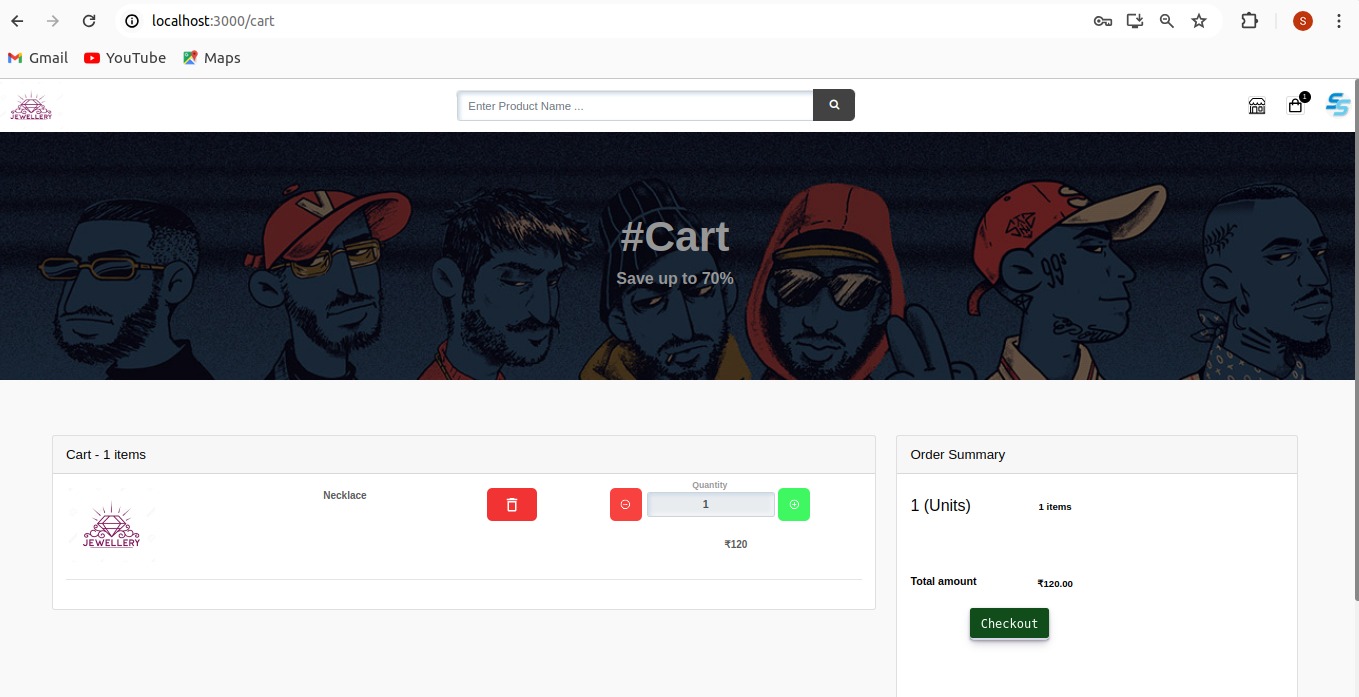 localhost:3000/cart
S
Gmail
YouTube
Maps
JEWELLERY
Enter Product Name ...
1
#Cart
Save up to 70%
Cart - 1 items
Order Summary
JEWELLERY
Necklace
Quantity
1
₹120
1 (Units)
1 items
Total amount
₹120.00
Checkout